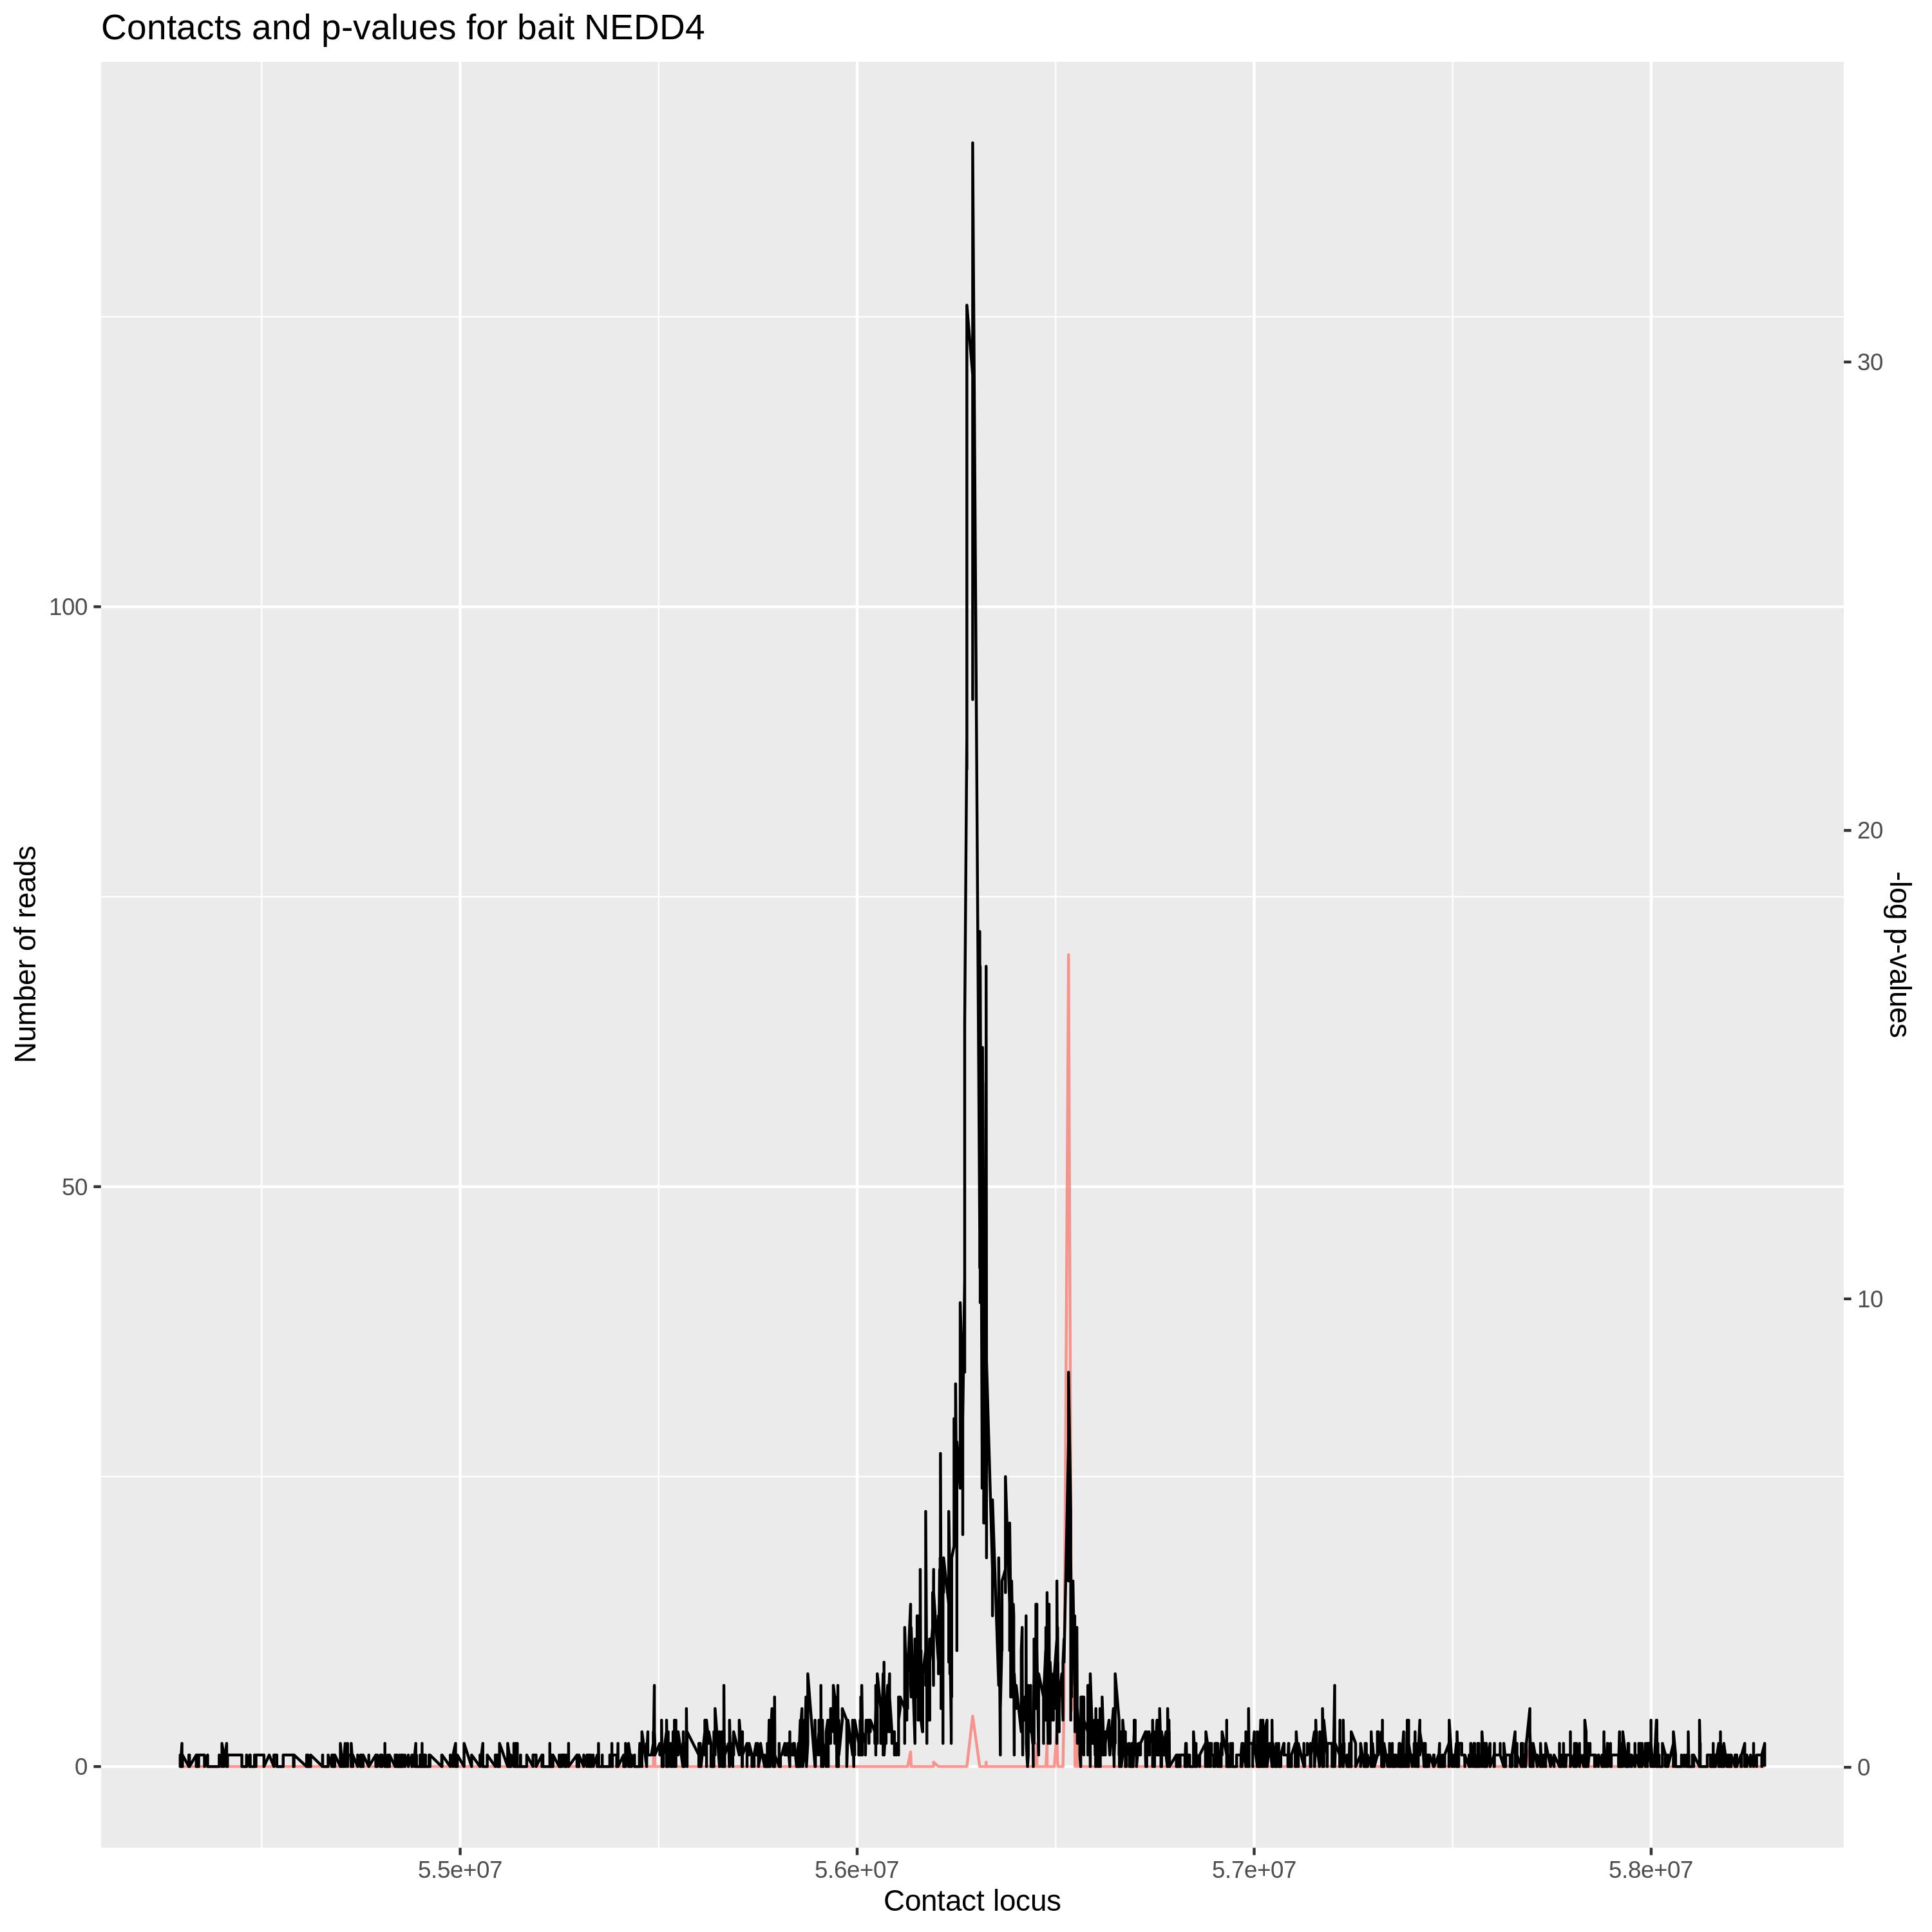 Contacts and p-values for bait NEDD4
100
50
0
Number of reads
30
20
10
0
-log p-values
5.5e+07 5.6e+07 5.7e+07 5.8e+07
Contact locus